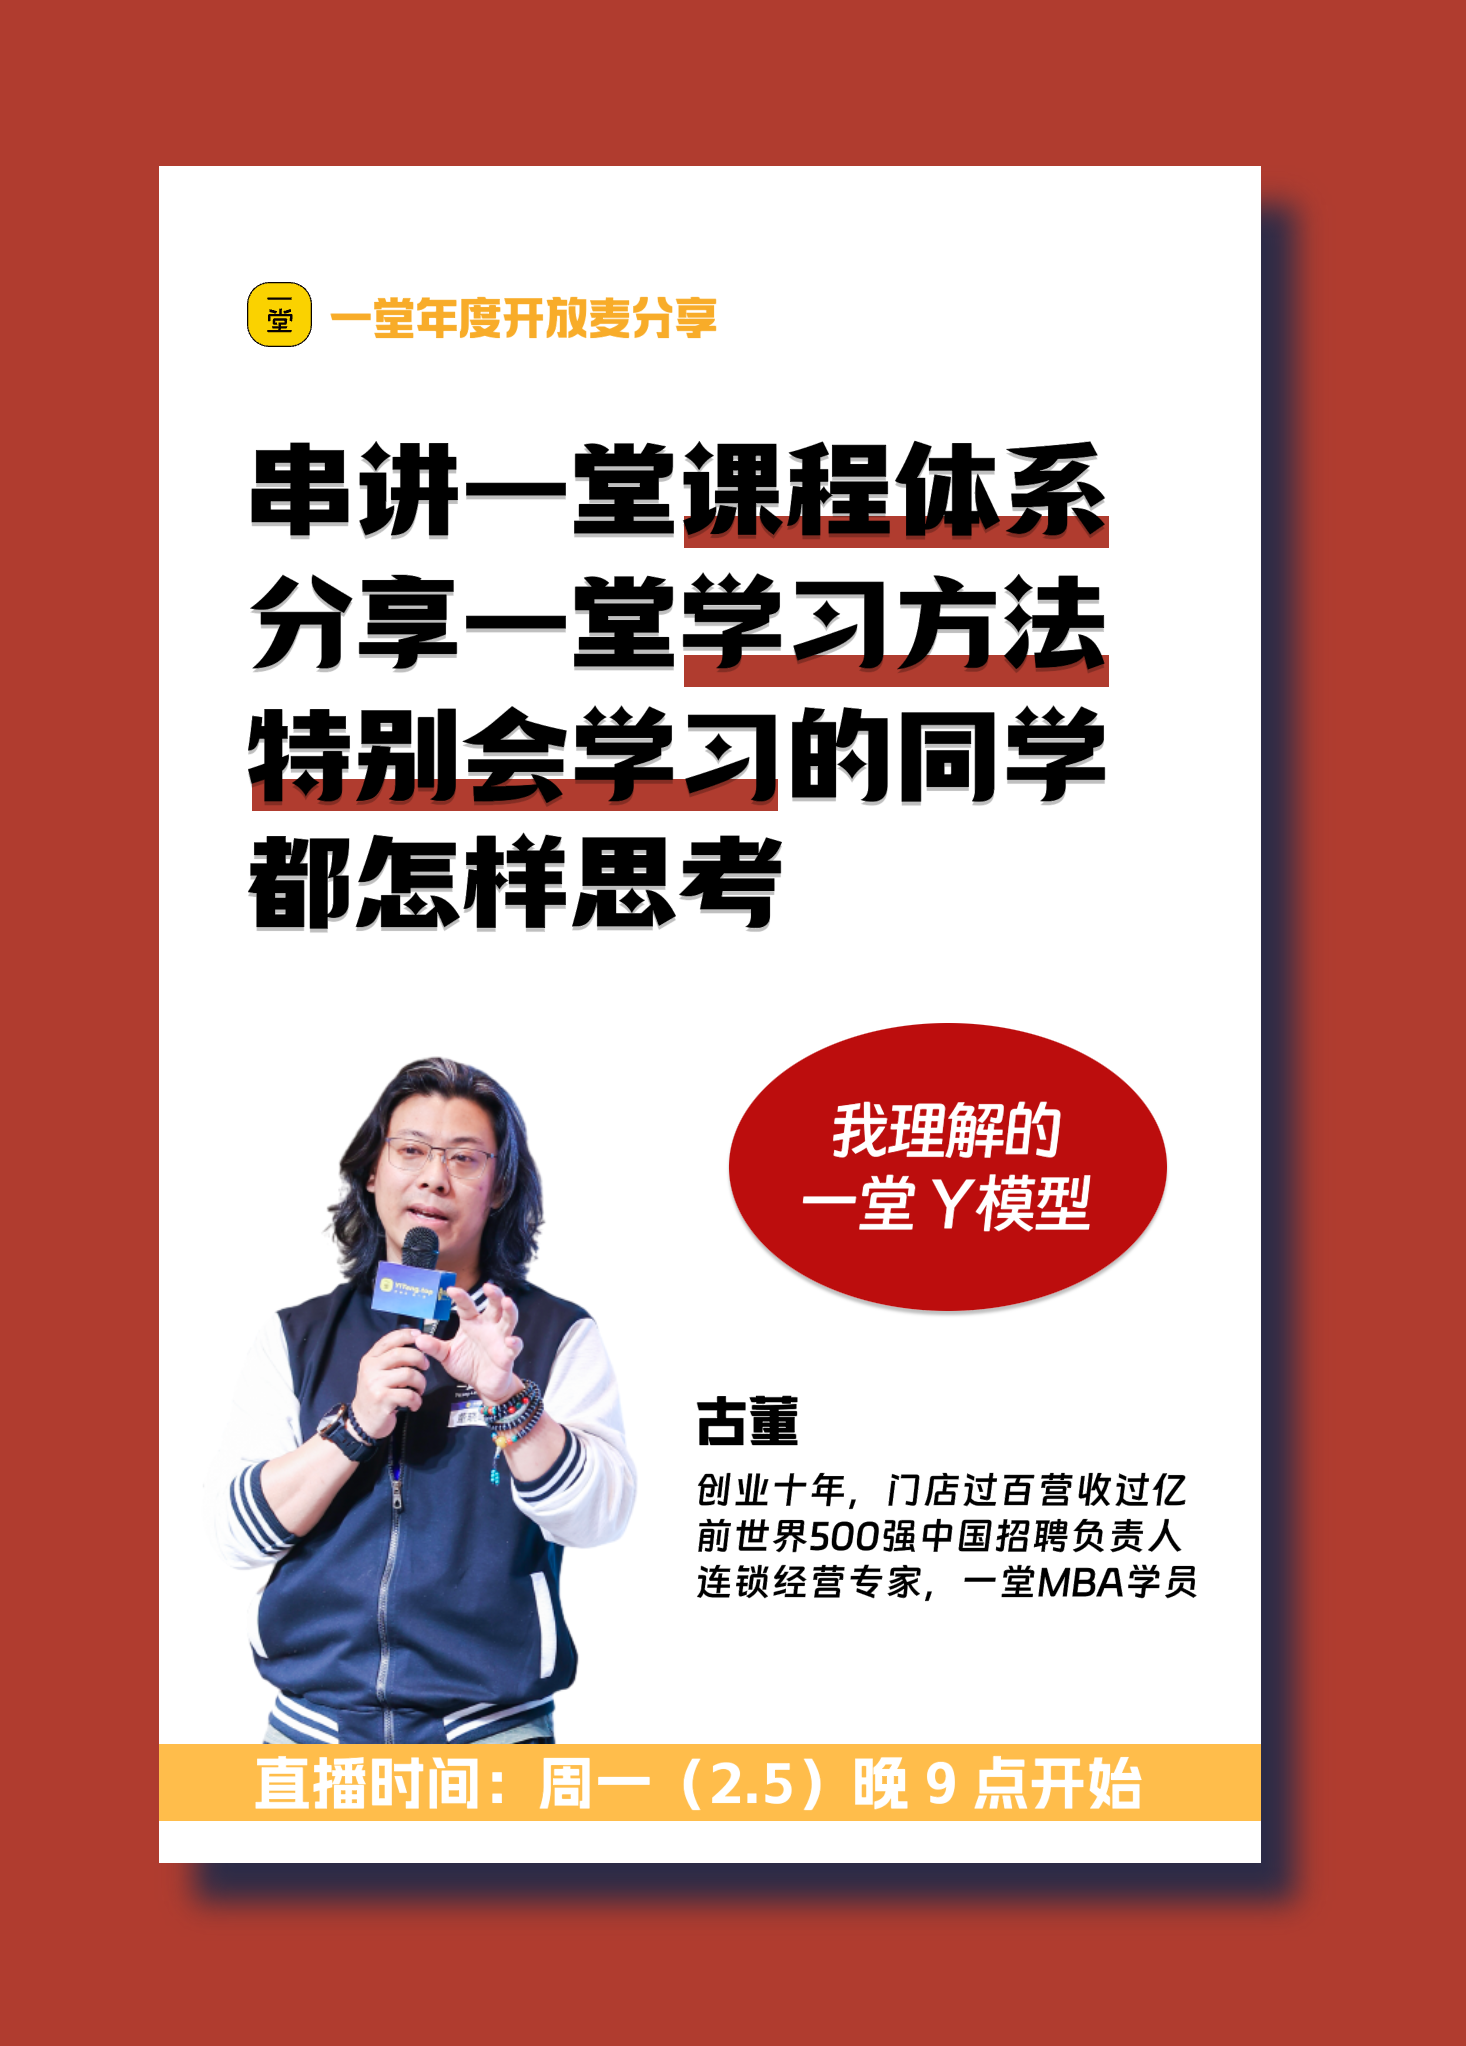 一堂
一堂年度开放麦分享
串讲一堂课程体系
分享一堂学习方法
特别会学习的同学
都怎样思考
我理解的
一堂 Y模型
古董
创业十年，门店过百营收过亿
前世界500强中国招聘负责人
连锁经营专家，一堂MBA学员
直播时间：周一（2.5）晚 9 点开始